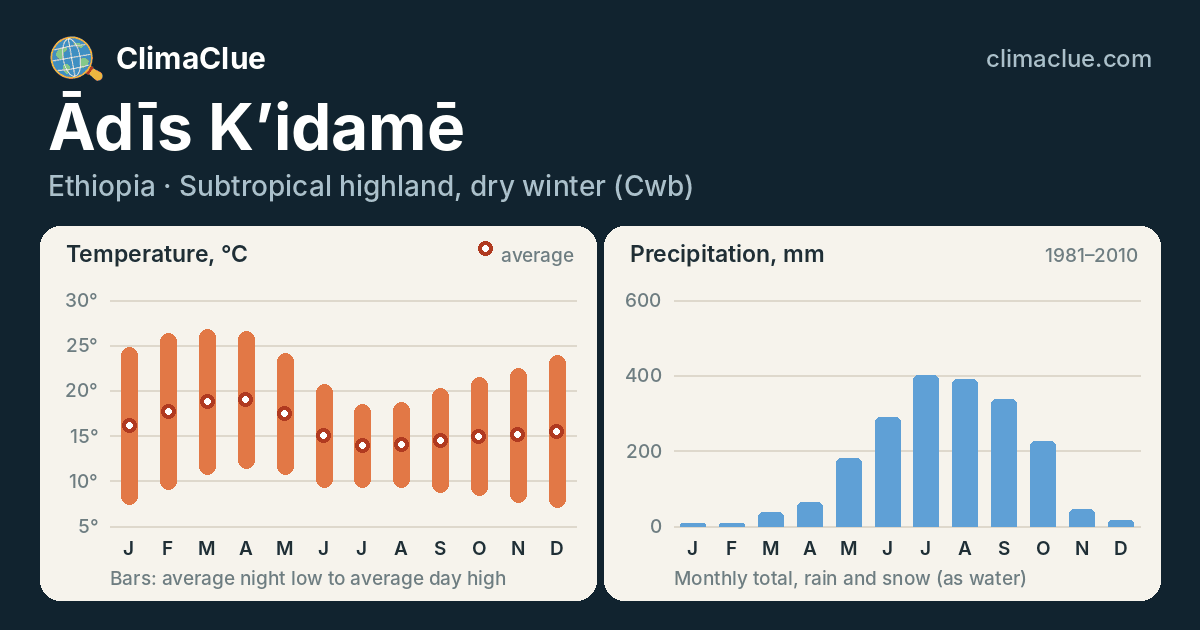 ClimaClue
climaclue.com
Ādīs Kʼidamē
Ethiopia · Subtropical highland, dry winter (Cwb)
Temperature, °C
average
30°
25°
20°
15°
10°
5°
J F M A M J J A S O N D
Bars: average night low to average day high
Precipitation, mm
1981–2010
600
400
200
0
J F M A M J J A S O N D
Monthly total, rain and snow (as water)